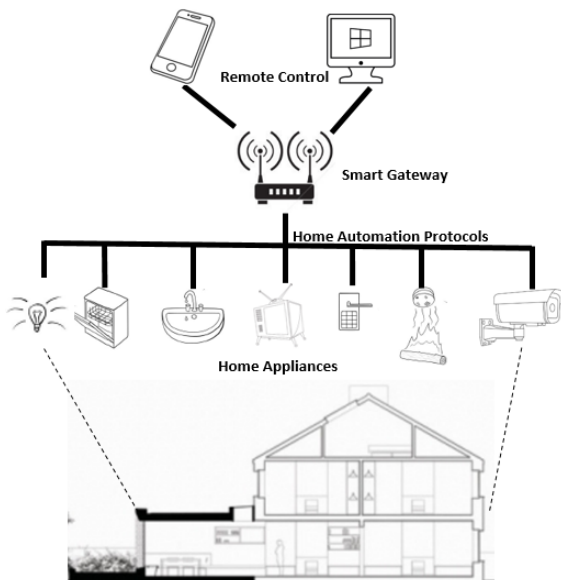 Remote Control
Smart Gateway
Home Automation Protocols
Home Appliances